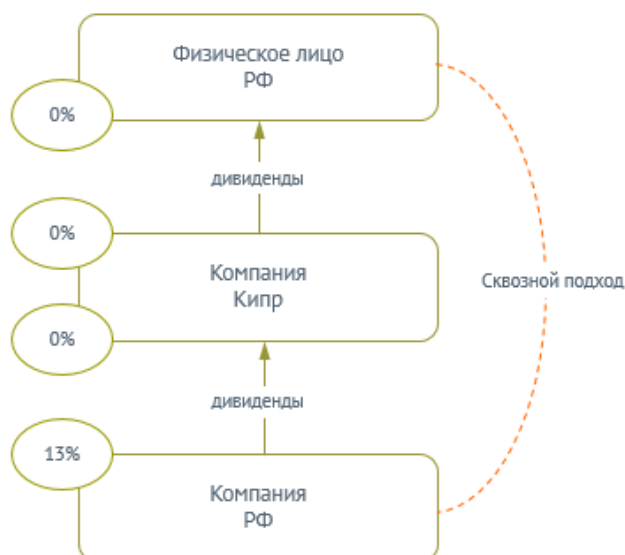 Физическое лицо
РФ
0%
дивиденды
0%
Компания
Кипр
Сквозной подход
0%
дивиденды
13%
Компания
РФ